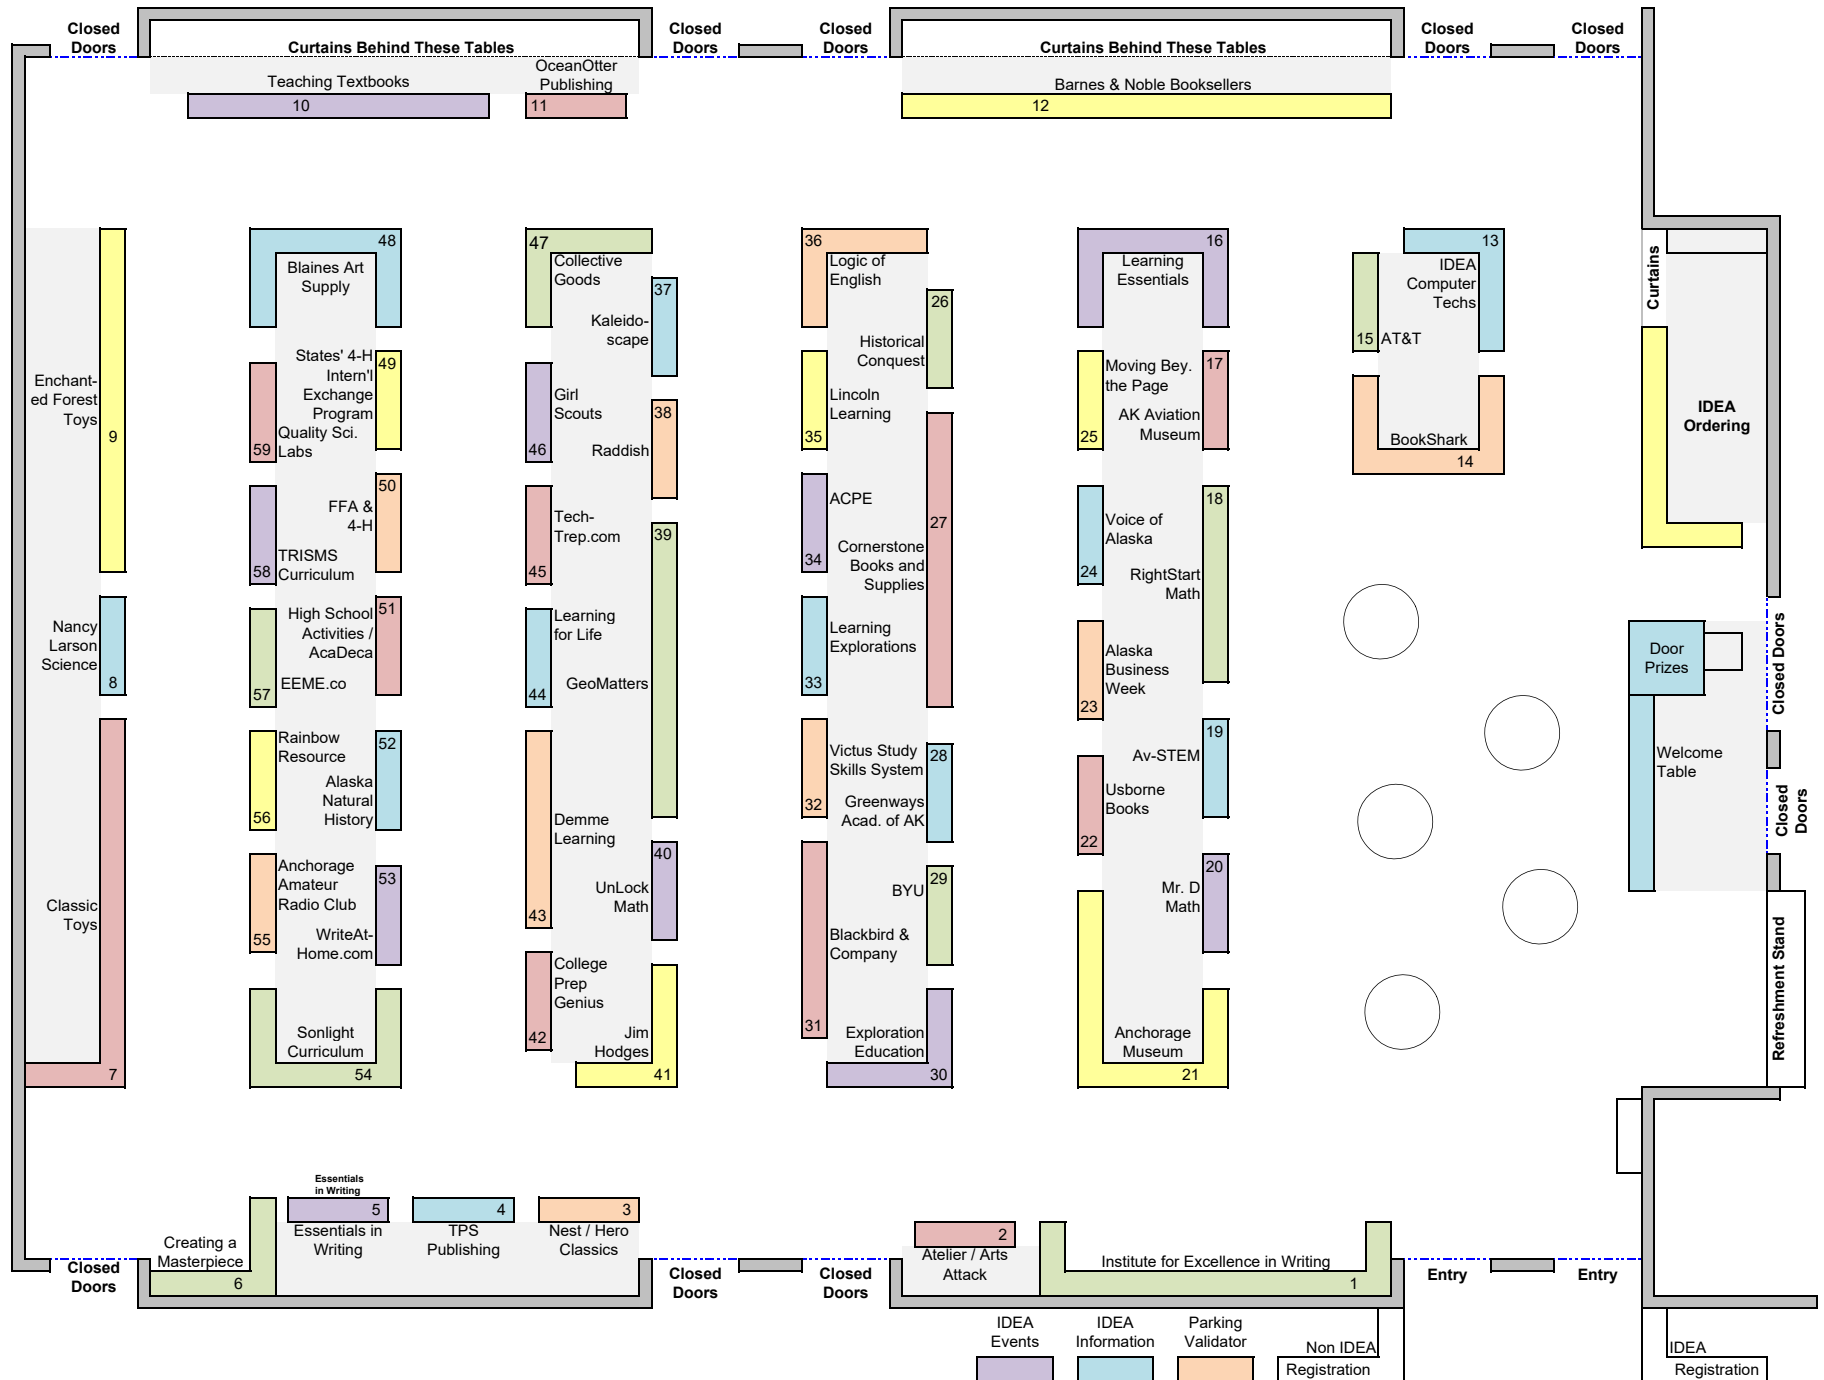 Closed
Doors
Closed
Doors
Closed
Doors
Closed
Doors
Closed
Doors
Curtains Behind These Tables
Curtains Behind These Tables
Teaching Textbooks
10
OceanOtter
Publishing
11
Barnes & Noble Booksellers
12
Enchant-
ed Forest
Toys
9
Nancy
Larson
Science
8
Classic
Toys
7
48
Blaines Art
Supply
States' 4-H
Intern'l
Exchange
Program
49
Quality Sci.
Labs
59
50
FFA &
4-H
TRISMS
Curriculum
58
High School
Activities /
AcaDeca
51
EEME.co
57
Rainbow
Resource
56
52
Alaska
Natural
History
Anchorage
Amateur
Radio Club
55
53
WriteAt-
Home.com
Sonlight
Curriculum
54
47
Collective
Goods
37
Kaleido-
scape
Girl
Scouts
46
38
Raddish
Tech-
Trep.com
45
39
Learning
for Life
44
GeoMatters
Demme
Learning
43
40
UnLock
Math
College
Prep
Genius
42
Jim
Hodges
41
36
Logic of
English
26
Historical
Conquest
Lincoln
Learning
35
27
ACPE
34
Cornerstone
Books and
Supplies
Learning
Explorations
33
Victus Study
Skills System
32
28
Greenways
Acad. of AK
29
BYU
Blackbird &
Company
31
Exploration
Education
30
16
Learning
Essentials
Moving Bey.
the Page
25
17
AK Aviation
Museum
Voice of
Alaska
24
18
RightStart
Math
Alaska
Business
Week
23
19
Av-STEM
Usborne
Books
22
20
Mr. D
Math
Anchorage
Museum
21
13
IDEA
Computer
Techs
15
AT&T
BookShark
14
Curtains
IDEA
Ordering
Door
Prizes
Closed Doors
Welcome
Table
Closed
Doors
Refreshment Stand
Essentials
in Writing
5
Essentials in
Writing
4
TPS
Publishing
3
Nest / Hero
Classics
Creating a
Masterpiece
6
2
Atelier / Arts
Attack
Institute for Excellence in Writing
1
Closed
Doors
Closed
Doors
Closed
Doors
Entry
Entry
IDEA
Events
IDEA
Information
Parking
Validator
Non IDEA
Registration
IDEA
Registration